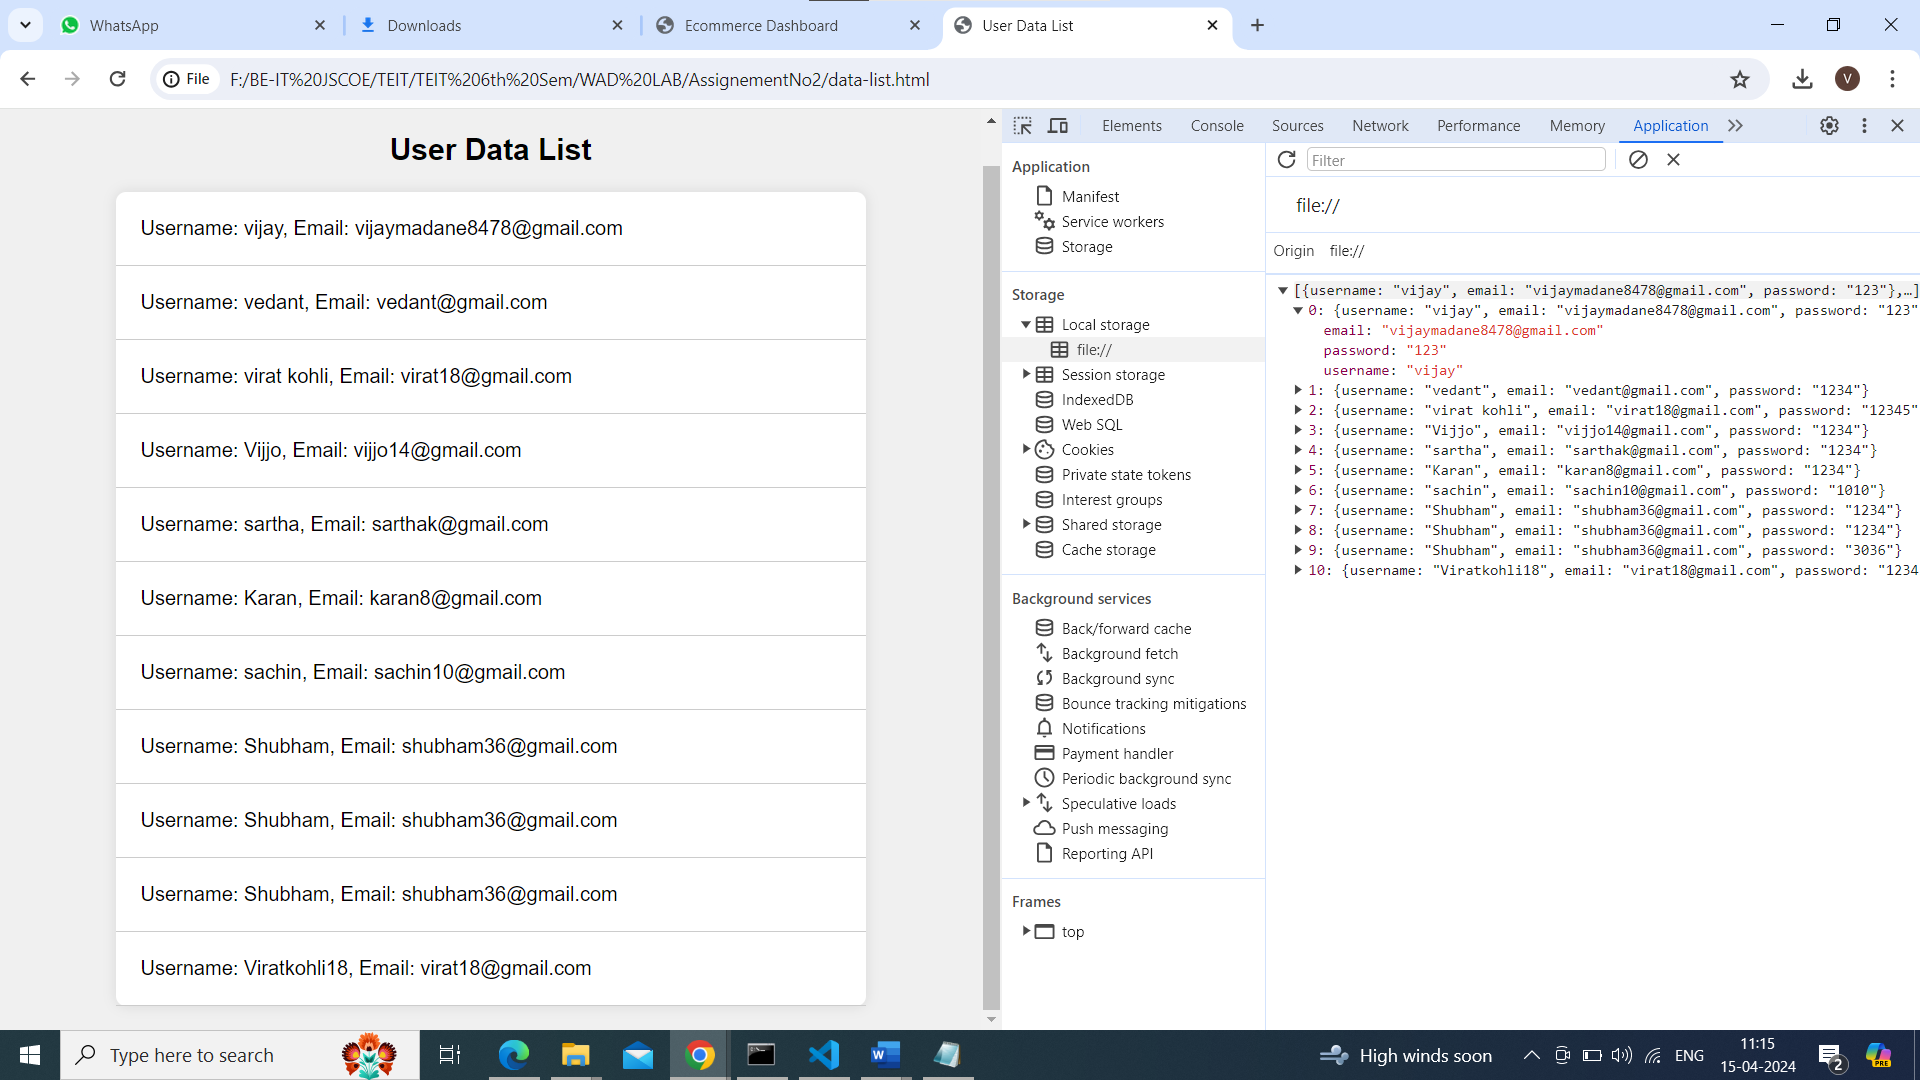 WhatsApp
Downloads
Ecommerce Dashboard
User Data List
File
F:/BE-IT%20JSCOE/TEIT/TEIT%206th%20Sem/WAD%20LAB/AssignementNo2/data-list.html
V
User Data List
Username: vijay, Email: vijaymadane8478@gmail.com
Username: vedant, Email: vedant@gmail.com
Username: virat kohli, Email: virat18@gmail.com
Username: Vijjo, Email: vijjo14@gmail.com
Username: sartha, Email: sarthak@gmail.com
Username: Karan, Email: karan8@gmail.com
Username: sachin, Email: sachin10@gmail.com
Username: Shubham, Email: shubham36@gmail.com
Username: Shubham, Email: shubham36@gmail.com
Username: Shubham, Email: shubham36@gmail.com
Username: Viratkohli18, Email: virat18@gmail.com
Elements Console Sources Network Performance Memory Application
Application
Manifest
Service workers
Storage
Storage
Local storage
file://
Session storage
IndexedDB
Web SQL
Cookies
Private state tokens
Interest groups
Shared storage
Cache storage
Background services
Back/forward cache
Background fetch
Background sync
Bounce tracking mitigations
Notifications
Payment handler
Periodic background sync
Speculative loads
Push messaging
Reporting API
Frames
top
Filter
file://
Origin file://
[{username: "vijay", email: "vijaymadane8478@gmail.com", password: "123"},…]
0: {username: "vijay", email: "vijaymadane8478@gmail.com", password: "123"
email: "vijaymadane8478@gmail.com"
password: "123"
username: "vijay"
1: {username: "vedant", email: "vedant@gmail.com", password: "1234"}
2: {username: "virat kohli", email: "virat18@gmail.com", password: "12345"
3: {username: "Vijjo", email: "vijjo14@gmail.com", password: "1234"}
4: {username: "sartha", email: "sarthak@gmail.com", password: "1234"}
5: {username: "Karan", email: "karan8@gmail.com", password: "1234"}
6: {username: "sachin", email: "sachin10@gmail.com", password: "1010"}
7: {username: "Shubham", email: "shubham36@gmail.com", password: "1234"}
8: {username: "Shubham", email: "shubham36@gmail.com", password: "1234"}
9: {username: "Shubham", email: "shubham36@gmail.com", password: "3036"}
10: {username: "Viratkohli18", email: "virat18@gmail.com", password: "1234
Type here to search
High winds soon
ENG
11:15
15-04-2024
2
PRE